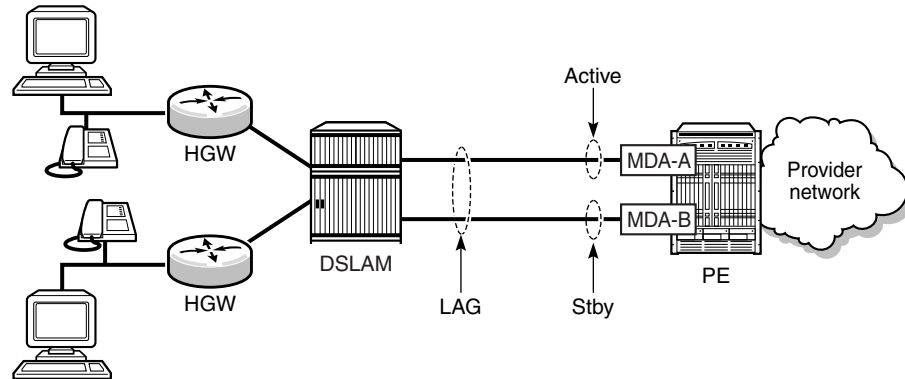 Active
HGW
MDA-A
Provider
network
MDA-B
HGW
DSLAM
LAG
Stby
PE